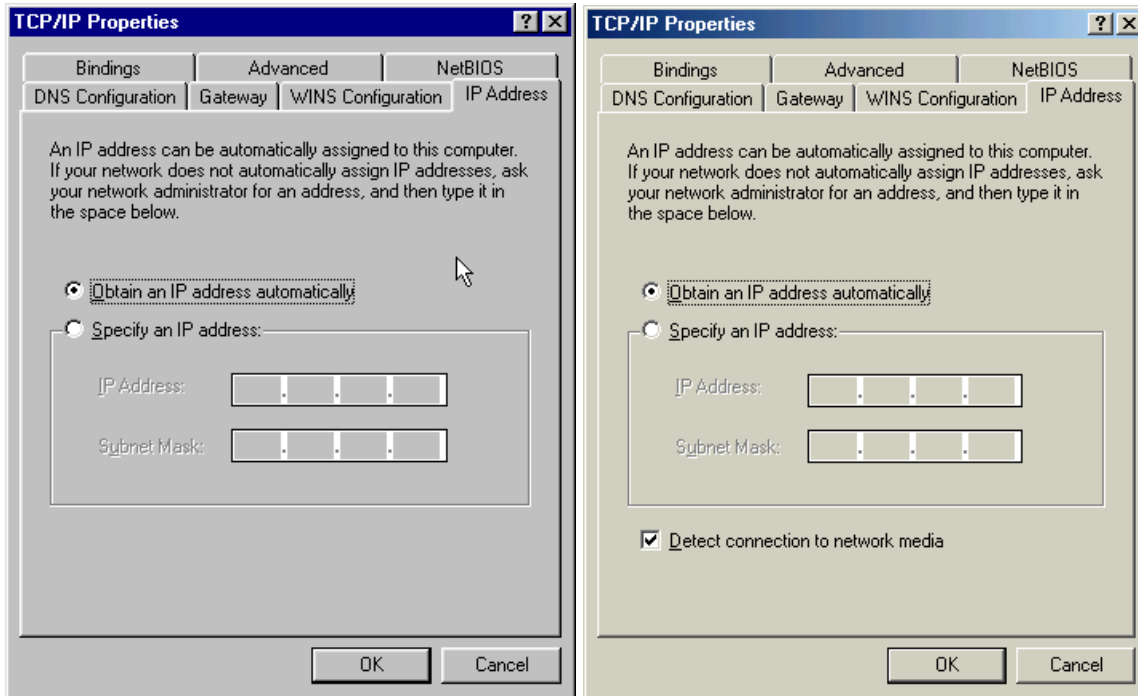 TCP/IP Properties
Bindings Advanced NetBIOS
DNS Configuration Gateway WINS Configuration IP Address
An IP address can be automatically assigned to this computer.
If your network does not automatically assign IP addresses, ask
your network administrator for an address, and then type it in
the space below.
Obtain an IP address automatically
Specify an IP address:
IP Address:
. . .
Subnet Mask:
. . .
OK Cancel
TCP/IP Properties
Bindings Advanced NetBIOS
DNS Configuration Gateway WINS Configuration IP Address
An IP address can be automatically assigned to this computer.
If your network does not automatically assign IP addresses, ask
your network administrator for an address, and then type it in
the space below.
Obtain an IP address automatically
Specify an IP address:
IP Address:
. . .
Subnet Mask:
. . .
Detect connection to network media
OK Cancel